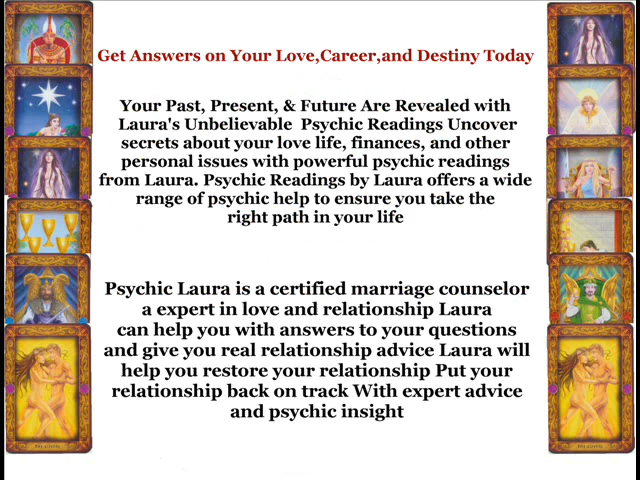 Get Answers on Your Love,Career,and Destiny Today
Your Past, Present, & Future Are Revealed with
Laura's Unbelievable  Psychic Readings Uncover
secrets about your love life, finances, and other
personal issues with powerful psychic readings
from Laura. Psychic Readings by Laura offers a wide
range of psychic help to ensure you take the
right path in your life
Psychic Laura is a certified marriage counselor
a expert in love and relationship Laura
can help you with answers to your questions
and give you real relationship advice Laura will
help you restore your relationship Put your
relationship back on track With expert advice
and psychic insight